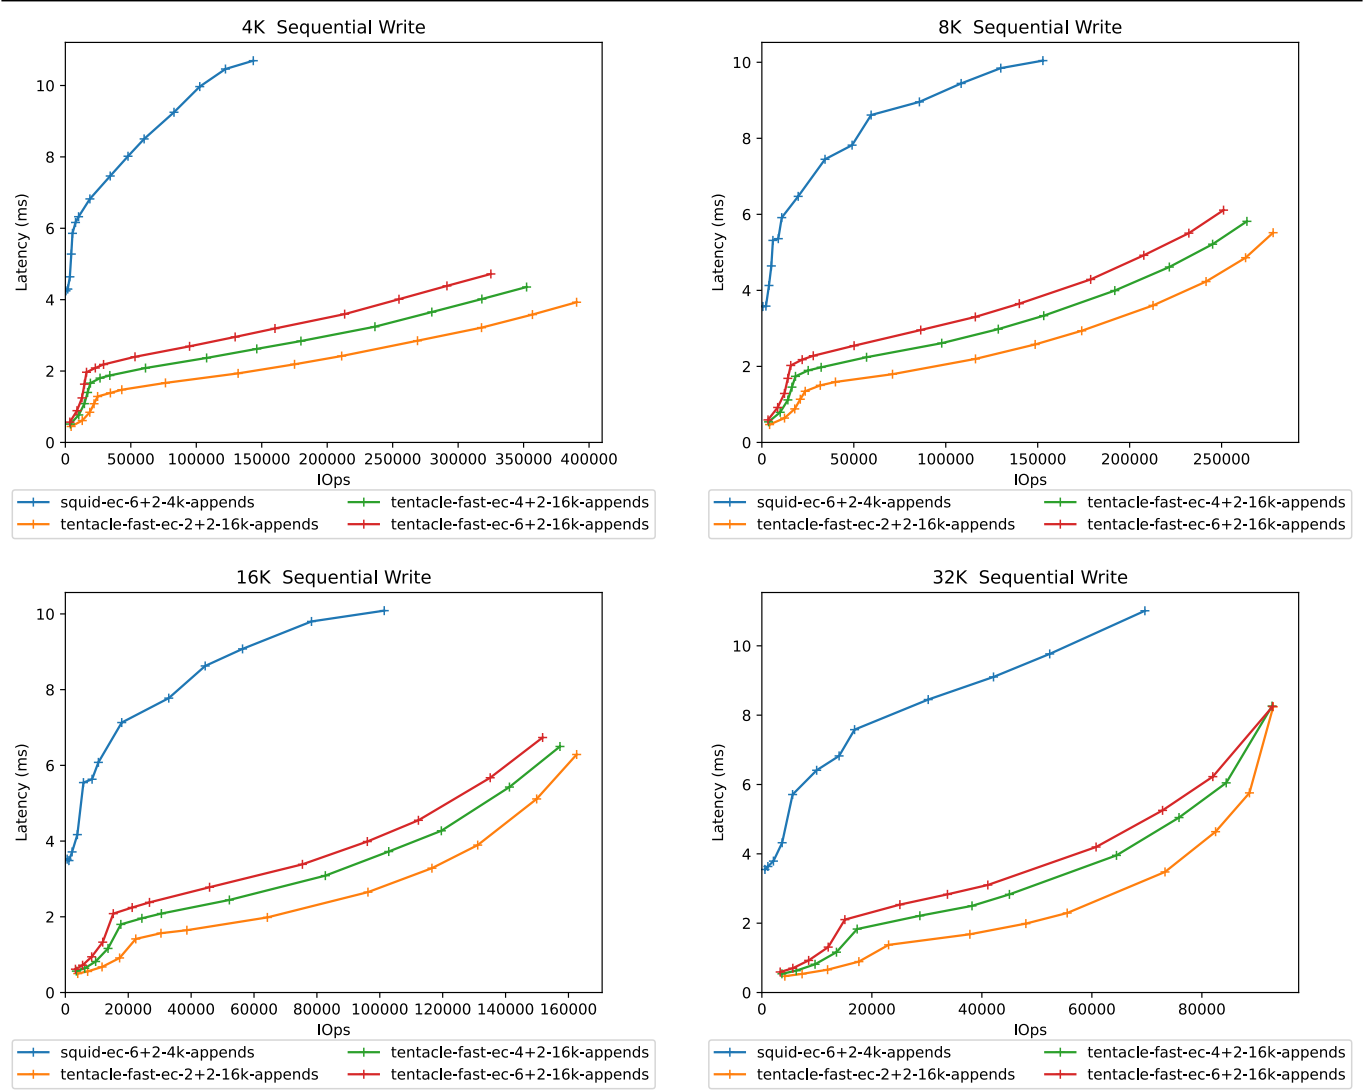 4K  Sequential Write
10
8
6
4
2
0
Latency (ms)
0 50000 100000 150000 200000 250000 300000 350000 400000
IOps
squid-ec-6+2-4k-appends
tentacle-fast-ec-2+2-16k-appends
tentacle-fast-ec-4+2-16k-appends
tentacle-fast-ec-6+2-16k-appends
8K  Sequential Write
10
8
6
4
2
0
Latency (ms)
0 50000 100000 150000 200000 250000
IOps
squid-ec-6+2-4k-appends
tentacle-fast-ec-2+2-16k-appends
tentacle-fast-ec-4+2-16k-appends
tentacle-fast-ec-6+2-16k-appends
16K  Sequential Write
10
8
6
4
2
0
Latency (ms)
0 20000 40000 60000 80000 100000 120000 140000 160000
IOps
squid-ec-6+2-4k-appends
tentacle-fast-ec-2+2-16k-appends
tentacle-fast-ec-4+2-16k-appends
tentacle-fast-ec-6+2-16k-appends
32K  Sequential Write
10
8
6
4
2
0
Latency (ms)
0 20000 40000 60000 80000
IOps
squid-ec-6+2-4k-appends
tentacle-fast-ec-2+2-16k-appends
tentacle-fast-ec-4+2-16k-appends
tentacle-fast-ec-6+2-16k-appends